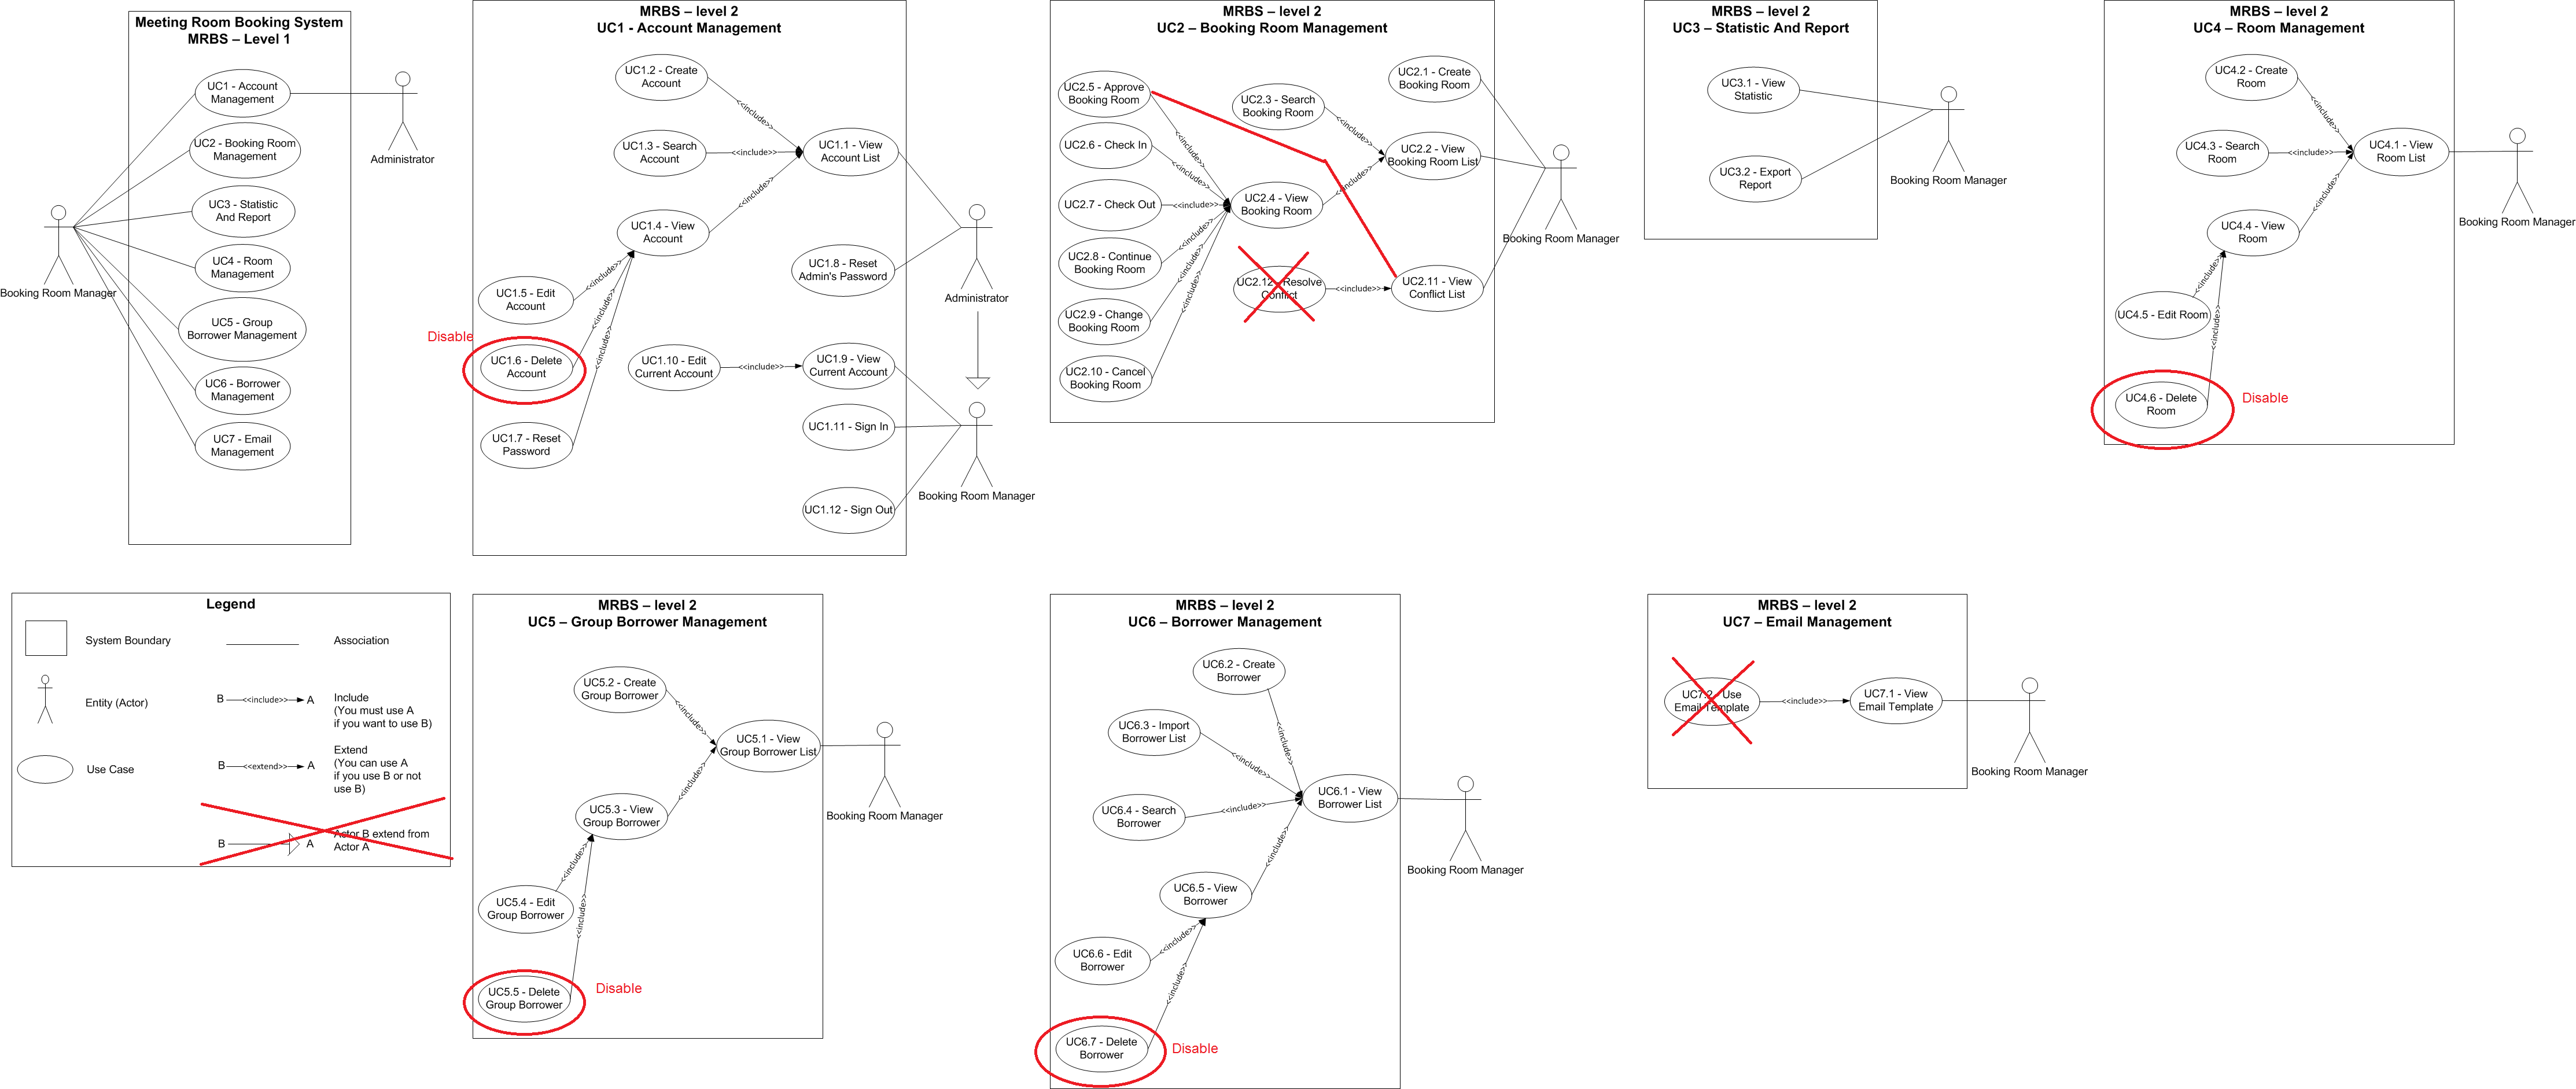 Meeting Room Booking System
MRBS – Level 1
UC1 - Account
Management
UC2 - Booking Room
Management
UC3 - Statistic
And Report
UC4 - Room
Management
UC5 - Group
Borrower Management
UC6 - Borrower
Management
UC7 - Email
Management
Booking Room Manager
Administrator
MRBS – level 2
UC1 - Account Management
UC1.2 - Create
Account
<<include>>
UC1.3 - Search
Account
<<include>>
UC1.1 - View
Account List
<<include>>
UC1.4 - View
Account
UC1.8 - Reset
Admin's Password
Administrator
UC1.5 - Edit
Account
<<include>>
Disable
UC1.6 - Delete
Account
<<include>>
<<include>>
UC1.7 - Reset
Password
UC1.10 - Edit
Current Account
<<include>>
UC1.9 - View
Current Account
UC1.11 - Sign In
UC1.12 - Sign Out
Booking Room Manager
MRBS – level 2
UC2 – Booking Room Management
UC2.5 - Approve
Booking Room
UC2.3 - Search
Booking Room
UC2.1 - Create
Booking Room
<<include>>
<<include>>
UC2.6 - Check In
<<include>>
UC2.2 - View
Booking Room List
UC2.7 - Check Out
<<include>>
UC2.4 - View
Booking Room
<<include>>
Booking Room Manager
UC2.8 - Continue
Booking Room
<<include>>
UC2.12 - Resolve
Conflict
<<include>>
UC2.11 - View
Conflict List
UC2.9 - Change
Booking Room
<<include>>
<<include>>
UC2.10 - Cancel
Booking Room
MRBS – level 2
UC3 – Statistic And Report
UC3.1 - View
Statistic
UC3.2 - Export
Report
Booking Room Manager
MRBS – level 2
UC4 – Room Management
UC4.2 - Create
Room
<<include>>
UC4.3 - Search
Room
<<include>>
UC4.1 - View
Room List
<<include>>
UC4.4 - View
Room
Booking Room Manager
<<include>>
UC4.5 - Edit Room
<<include>>
UC4.6 - Delete
Room
Disable
Legend
System Boundary
Association
Entity (Actor)
B
<<include>>
A
Include
(You must use A
if you want to use B)
Use Case
B
<<extend>>
A
Extend
(You can use A
if you use B or not
use B)
B
A
Actor B extend from
Actor A
MRBS – level 2
UC5 – Group Borrower Management
UC5.2 - Create
Group Borrower
<<include>>
UC5.1 - View
Group Borrower List
<<include>>
UC5.3 - View
Group Borrower
Booking Room Manager
<<include>>
UC5.4 - Edit
Group Borrower
<<include>>
UC5.5 - Delete
Group Borrower
Disable
MRBS – level 2
UC6 – Borrower Management
UC6.2 - Create
Borrower
<<include>>
UC6.3 - Import
Borrower List
<<include>>
UC6.4 - Search
Borrower
<<include>>
UC6.1 - View
Borrower List
<<include>>
UC6.5 - View
Borrower
Booking Room Manager
UC6.6 - Edit
Borrower
<<include>>
<<include>>
UC6.7 - Delete
Borrower
Disable
MRBS – level 2
UC7 – Email Management
UC7.2 - Use
Email Template
<<include>>
UC7.1 - View
Email Template
Booking Room Manager